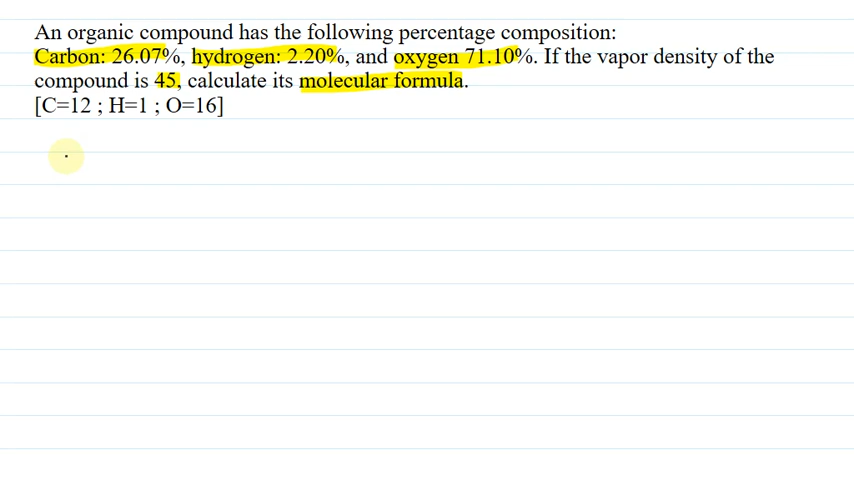 An organic compound has the following percentage composition:
Carbon: 26.07%, hydrogen: 2.20%, and oxygen 71.10%. If the vapor density of the
compound is 45, calculate its molecular formula.
[C=12 ; H=1 ; O=16]